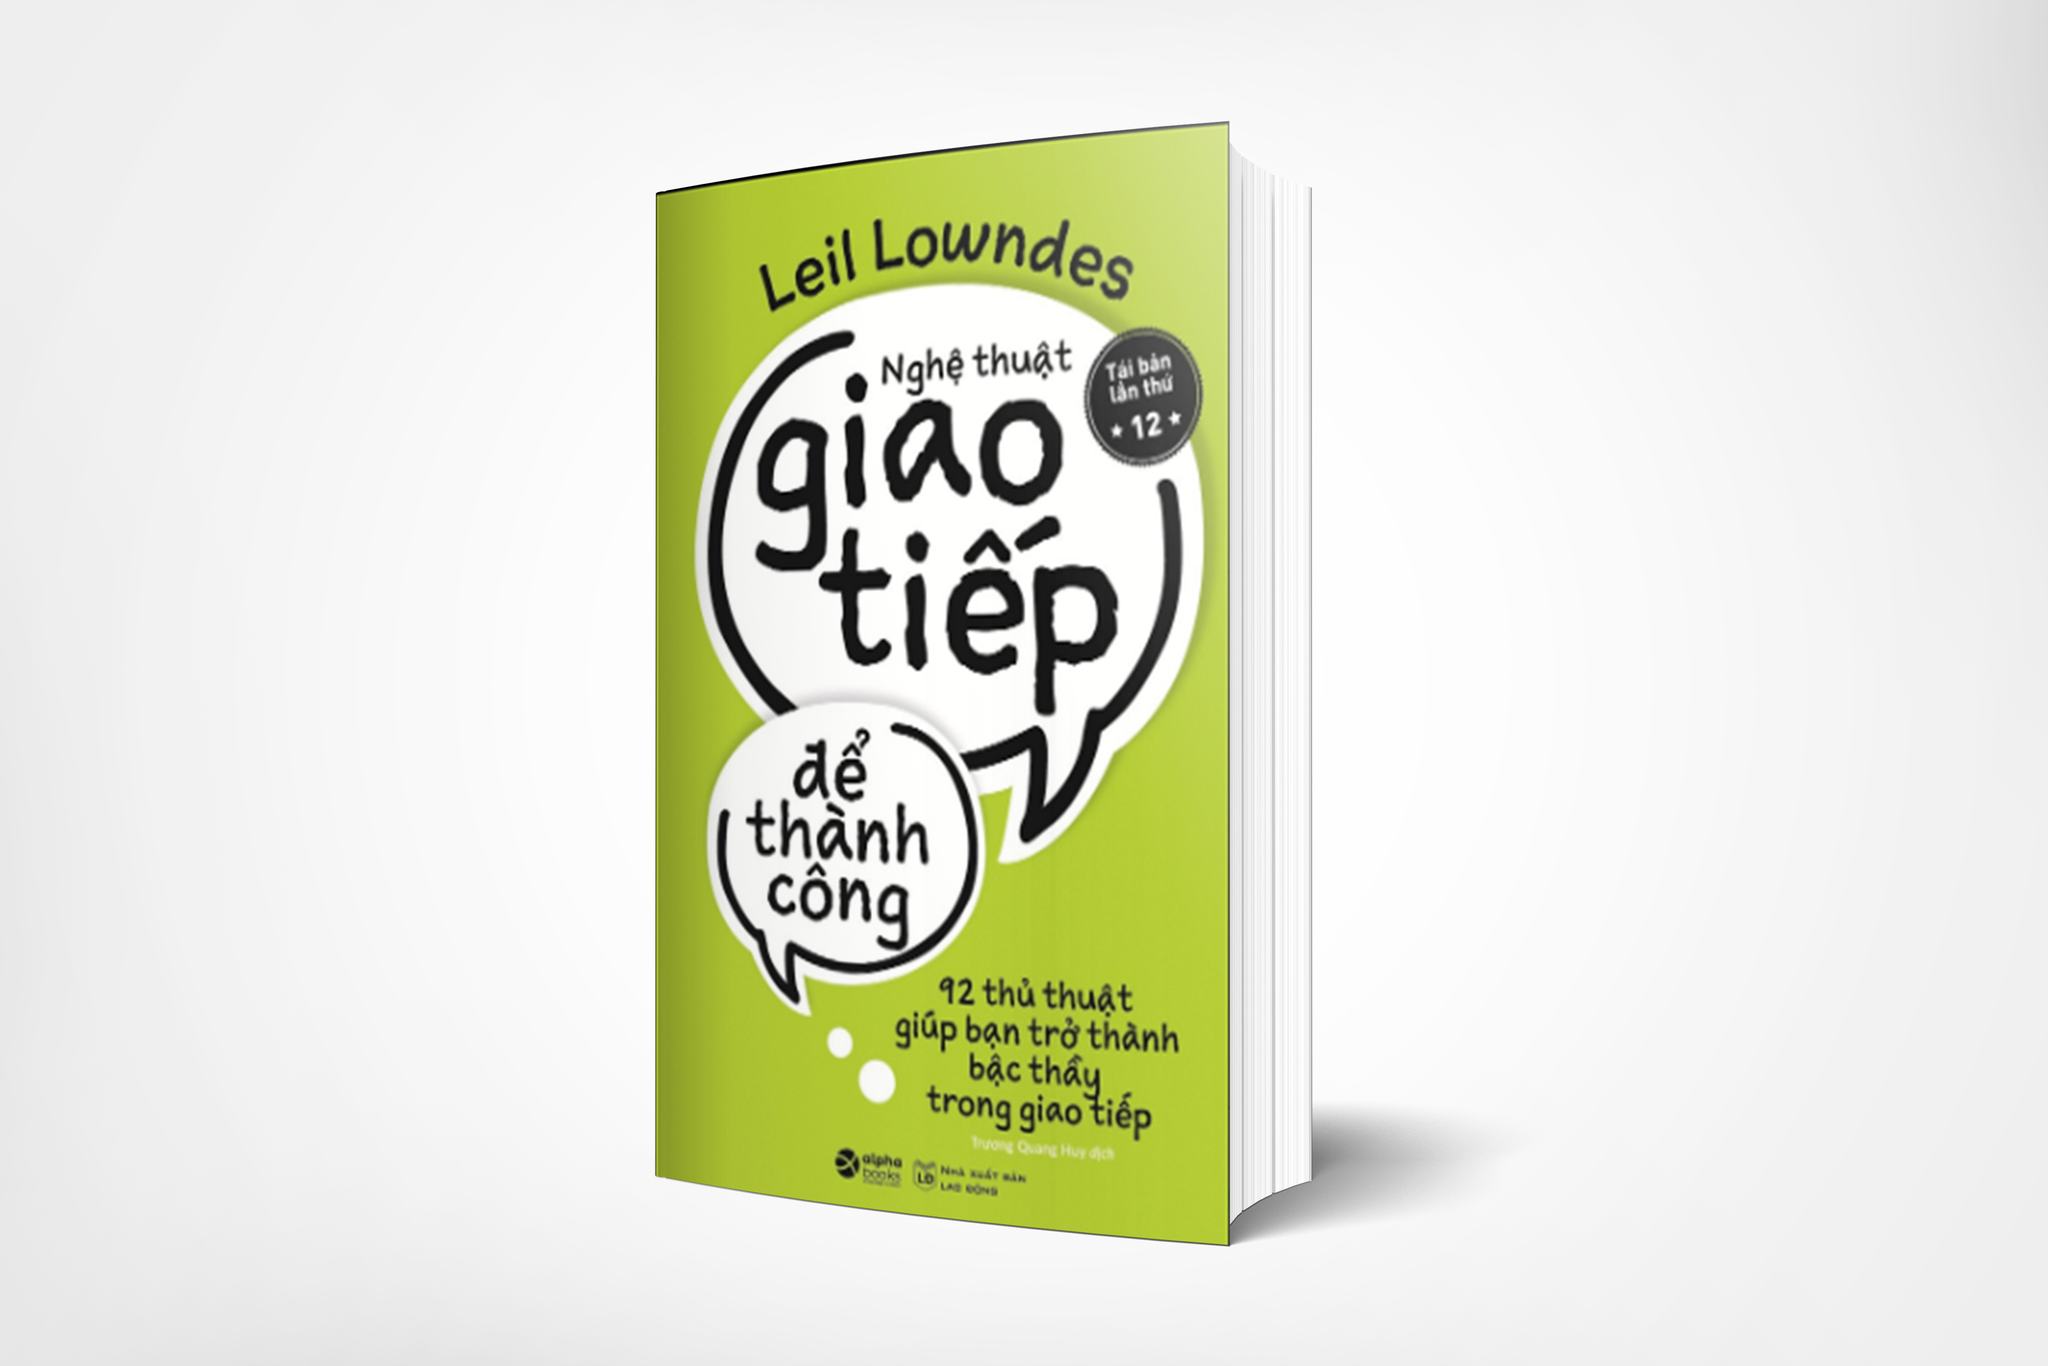 Leil Lowndes
Nghệ thuật
giao
tiếp
Tái bản
lần thứ
12
để
thành
công
92 thủ thuật
giúp bạn trở thành
bậc thầy
trong giao tiếp
Trương Quang Huy dịch
alpha
books
LĐ
NHÀ XUẤT BẢN
LAO ĐỘNG